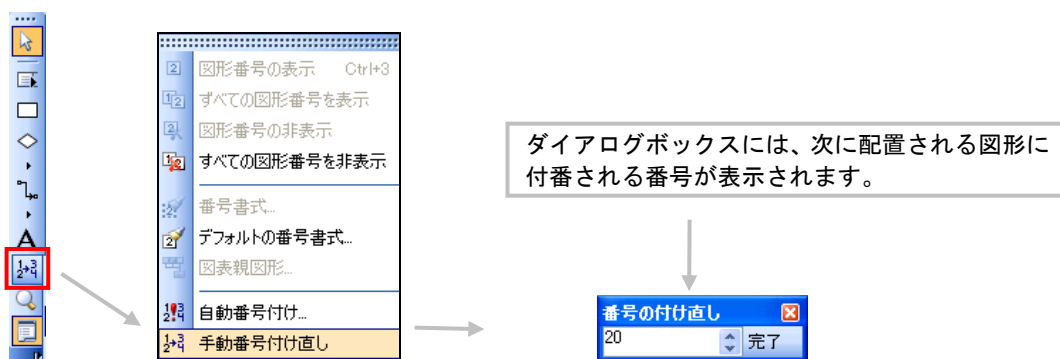 図形番号の表示 Ctrl+3
すべての図形番号を表示
図形番号の非表示
すべての図形番号を非表示
番号書式...
デフォルトの番号書式...
図表親図形...
自動番号付け...
手動番号付け直し
ダイアログボックスには、次に配置される図形に
付番される番号が表示されます。
番号の付け直し
20 完了
A